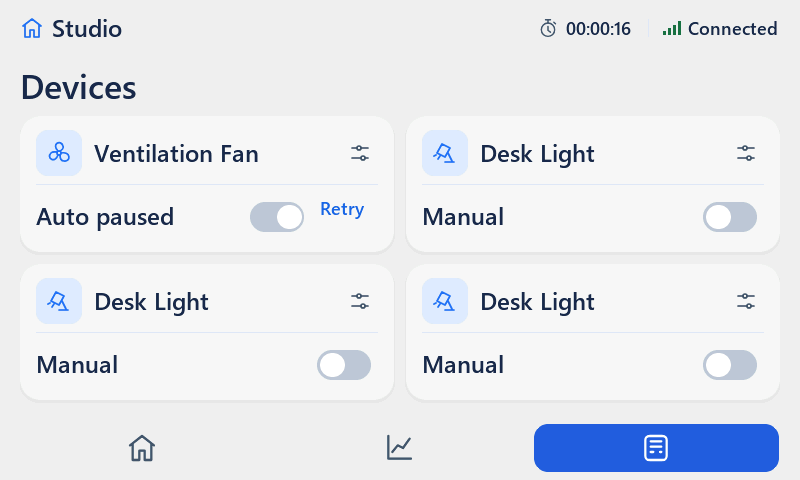 Studio
00:00:16
Connected
Devices
Ventilation Fan
Desk Light
Auto paused
Retry
Manual
Desk Light
Desk Light
Manual
Manual